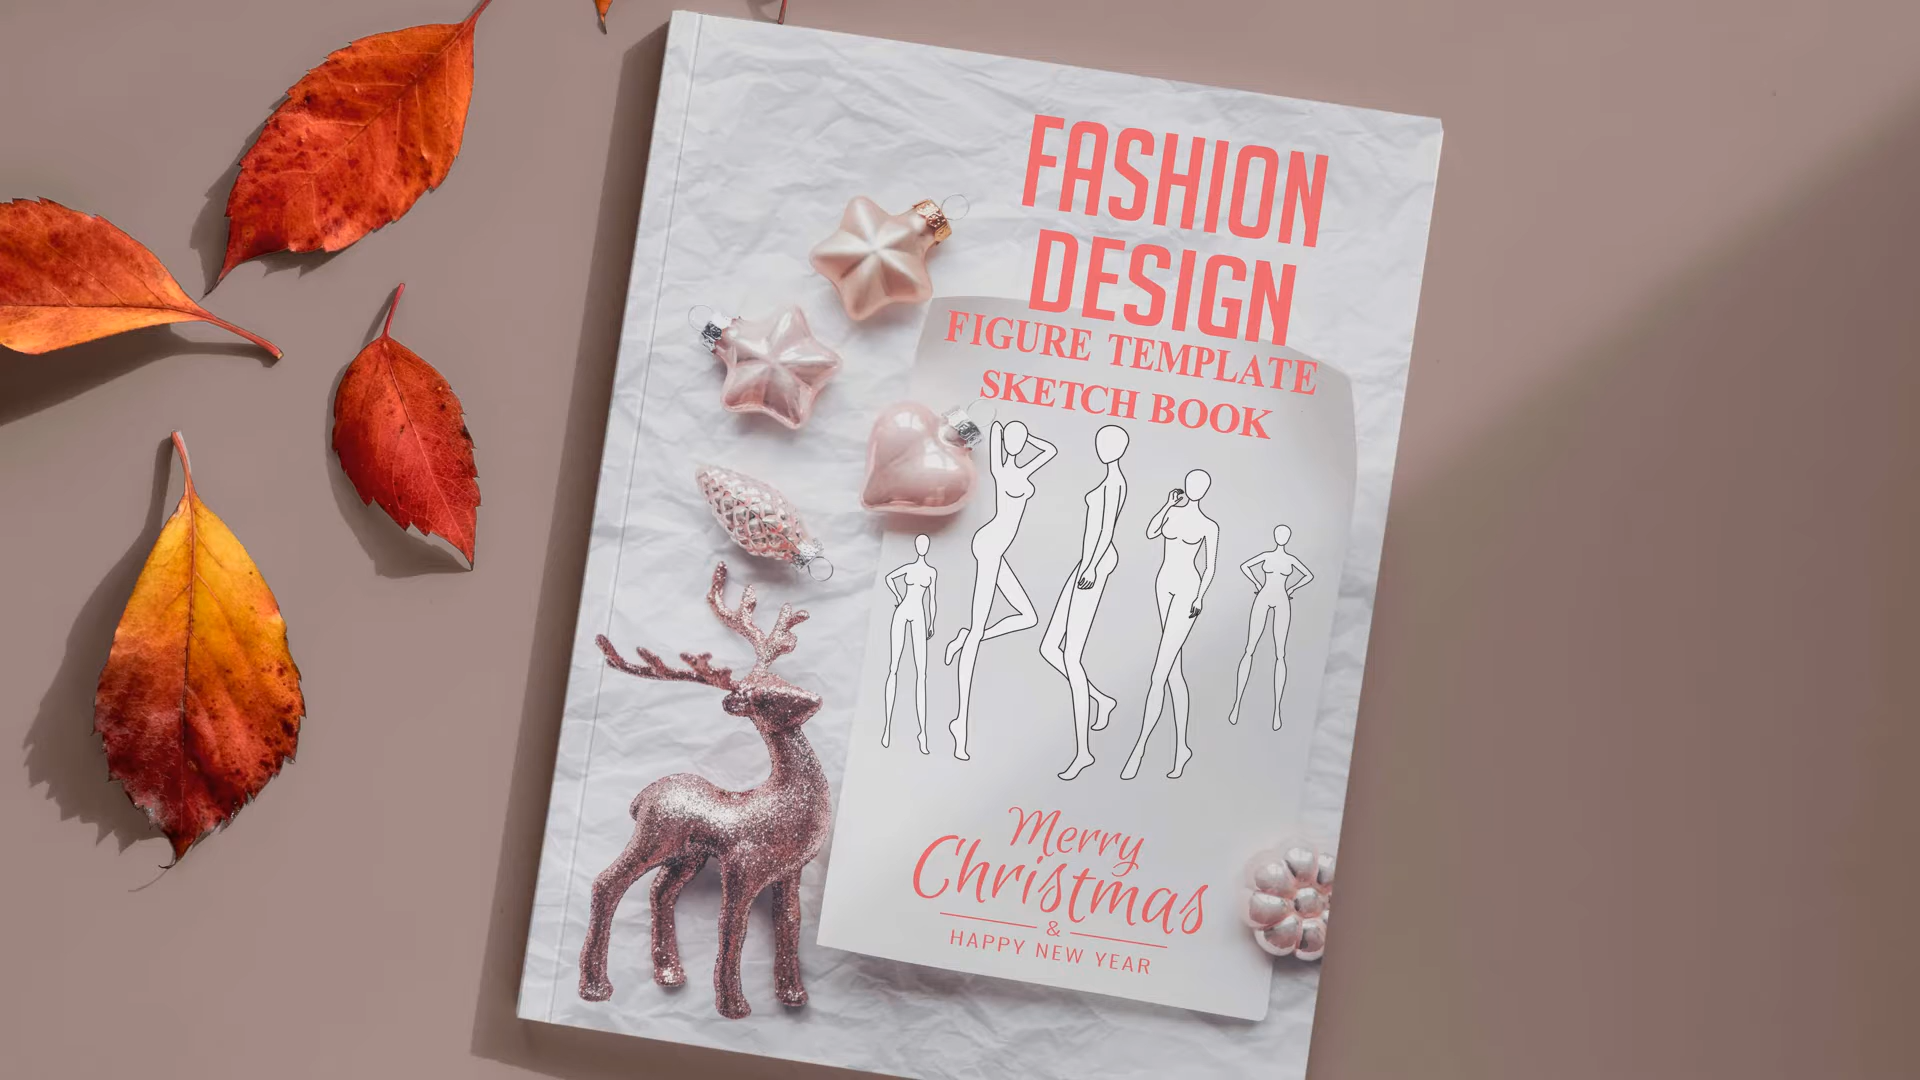 FASHION
DESIGN
FIGURE TEMPLATE
SKETCH BOOK
Merry
Christmas
&
HAPPY NEW YEAR